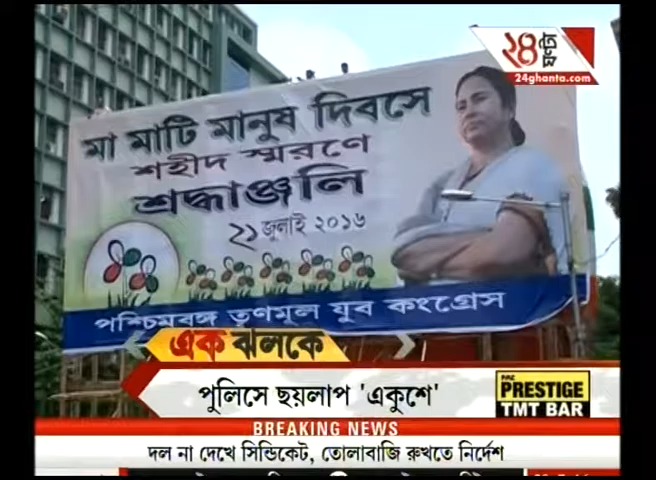 ২৪ ঘণ্টা
24ghanta.com
মা মাটি মানুষ দিবসে
শহীদ স্মরণে
শ্রদ্ধাঞ্জলি
২১ জুলাই ২০১৬
পশ্চিমবঙ্গ তৃণমূল যুব কংগ্রেস
এক ঝলকে
পুলিসে ছয়লাপ 'একুশে'
PRESTIGE
TMT BAR
BREAKING NEWS
দল না দেখে সিন্ডিকেট, তোলাবাজি রুখতে নির্দেশ